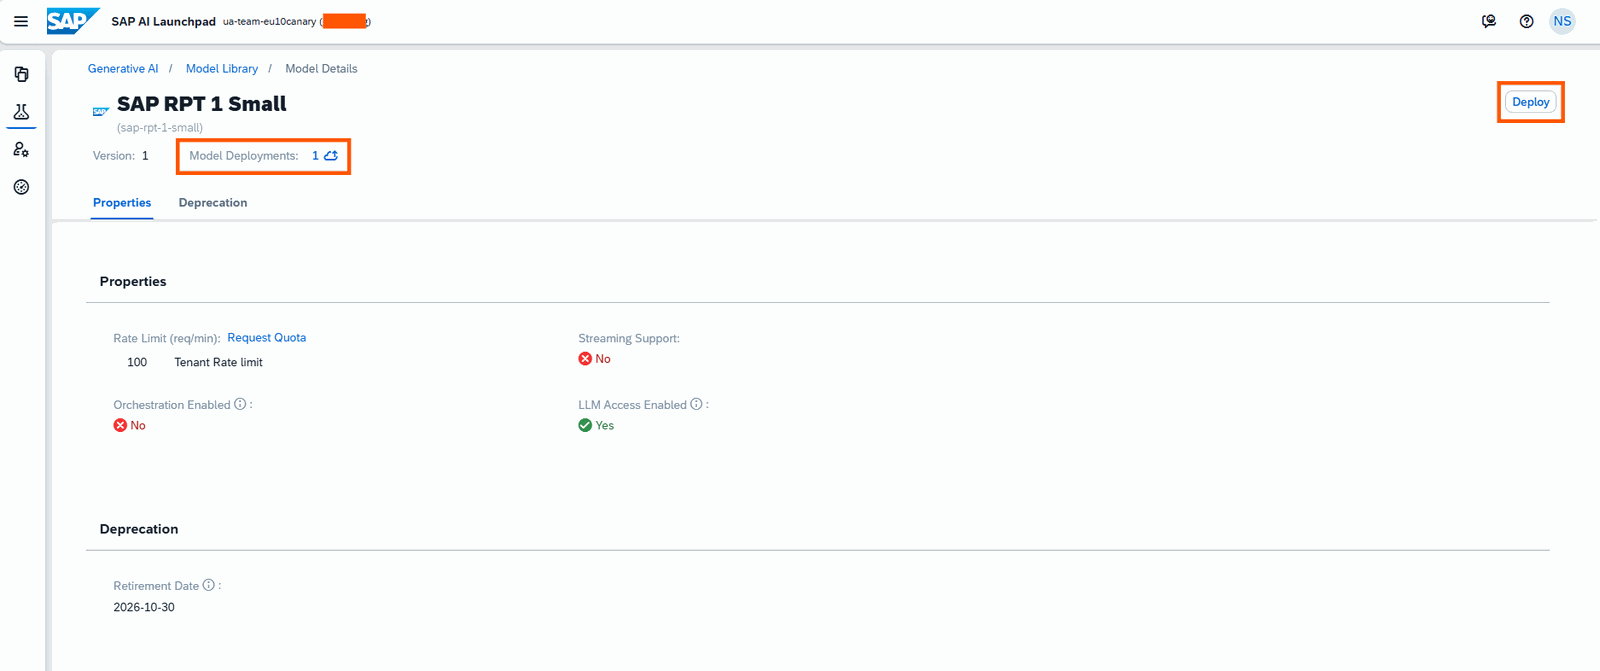 SAP SAP AI Launchpad ua-team-eu10canary ( )
NS
Generative AI / Model Library / Model Details
SAP SAP RPT 1 Small
Deploy
(sap-rpt-1-small)
Version: 1 Model Deployments: 1
Properties Deprecation
Properties
Rate Limit (req/min): Request Quota
100 Tenant Rate limit
Streaming Support:
No
Orchestration Enabled :
No
LLM Access Enabled :
Yes
Deprecation
Retirement Date :
2026-10-30